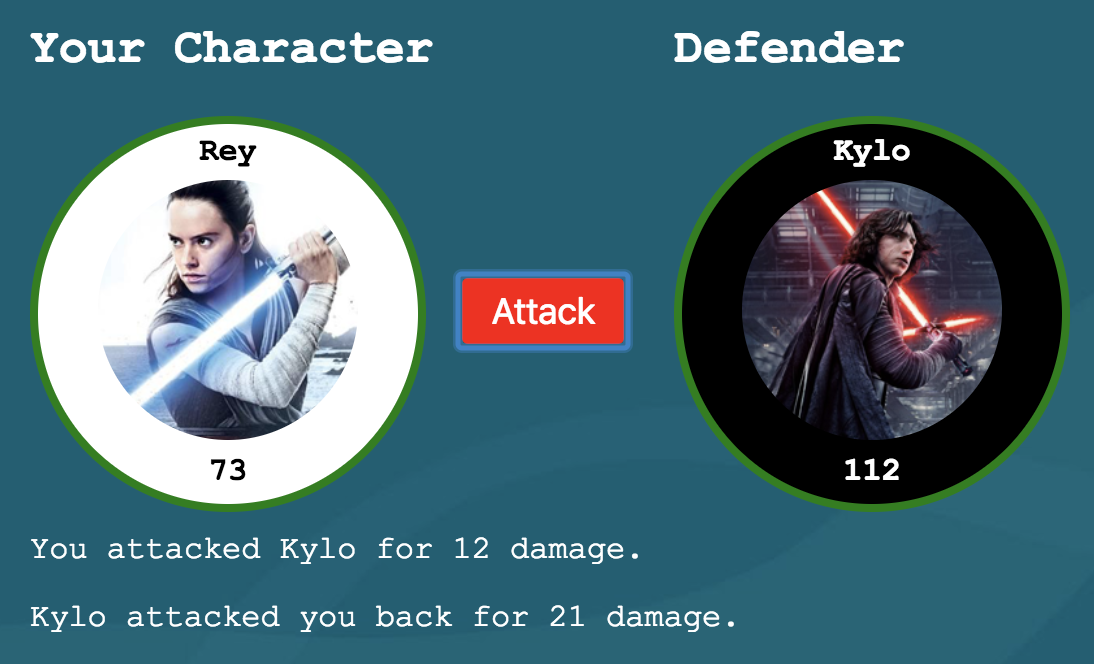 Your Character
Defender
Rey
Kylo
Attack
73
112
You attacked Kylo for 12 damage.
Kylo attacked you back for 21 damage.